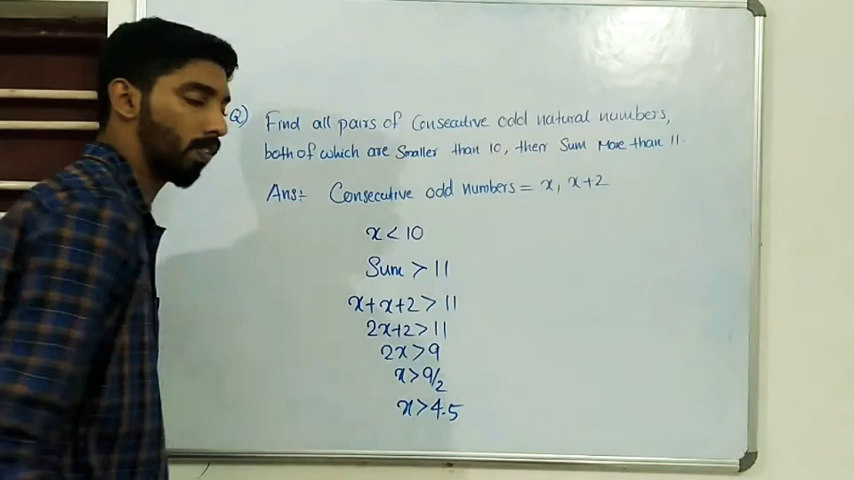 Q) Find all pairs of Consecutive odd natural numbers,
both of which are Smaller than 10, their Sum More than 11.
Ans:- Consecutive odd numbers = x, x+2
x < 10
Sum > 11
x+x+2 > 11
2x+2 > 11
2x > 9
x > 9/2
x > 4.5